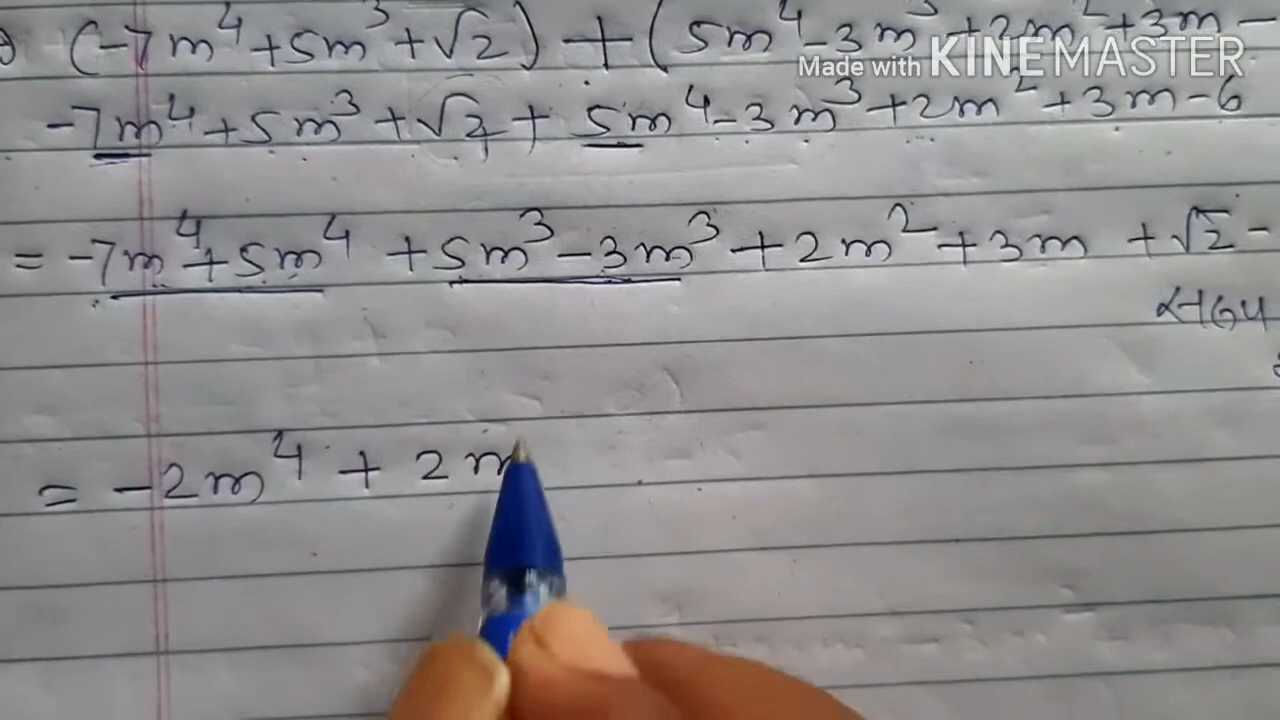 (-7m⁴+5m³+√2)+(5m⁴-3m³+2m²+3m-
Made with KINEMASTER
-7m⁴+5m³+√2+5m⁴-3m³+2m²+3m-6
= -7m⁴+5m⁴+5m³-3m³+2m²+3m+√2-
= -2m⁴+2m